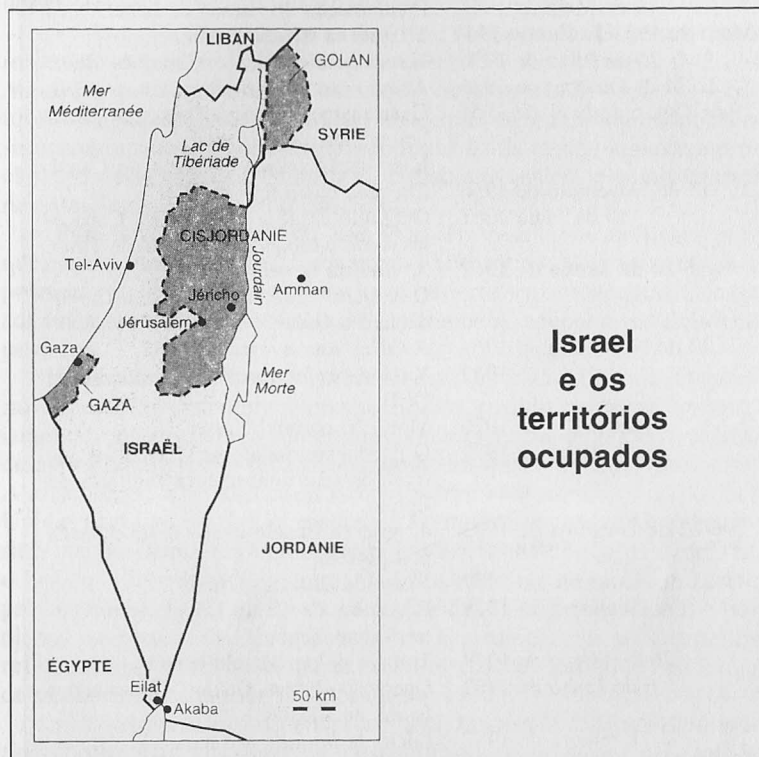 LIBAN
GOLAN
Mer
Méditerranée
SYRIE
Lac de
Tibériade
CISJORDANIE
Jourdain
Tel-Aviv
Amman
Jéricho
Jérusalem
Gaza
Mer
Morte
GAZA
ISRAËL
JORDANIE
ÉGYPTE
Eilat
Akaba
50 km
Israel
e os
territórios
ocupados